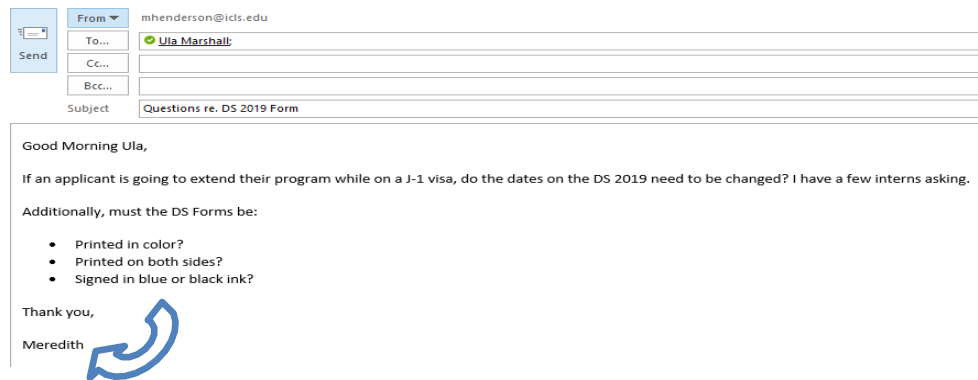 From mhenderson@icls.edu
To... Ula Marshall;
Send
Cc...
Bcc...
Subject Questions re. DS 2019 Form
Good Morning Ula,
If an applicant is going to extend their program while on a J-1 visa, do the dates on the DS 2019 need to be changed? I have a few interns asking.
Additionally, must the DS Forms be:
• Printed in color?
• Printed on both sides?
• Signed in blue or black ink?
Thank you,
Meredith